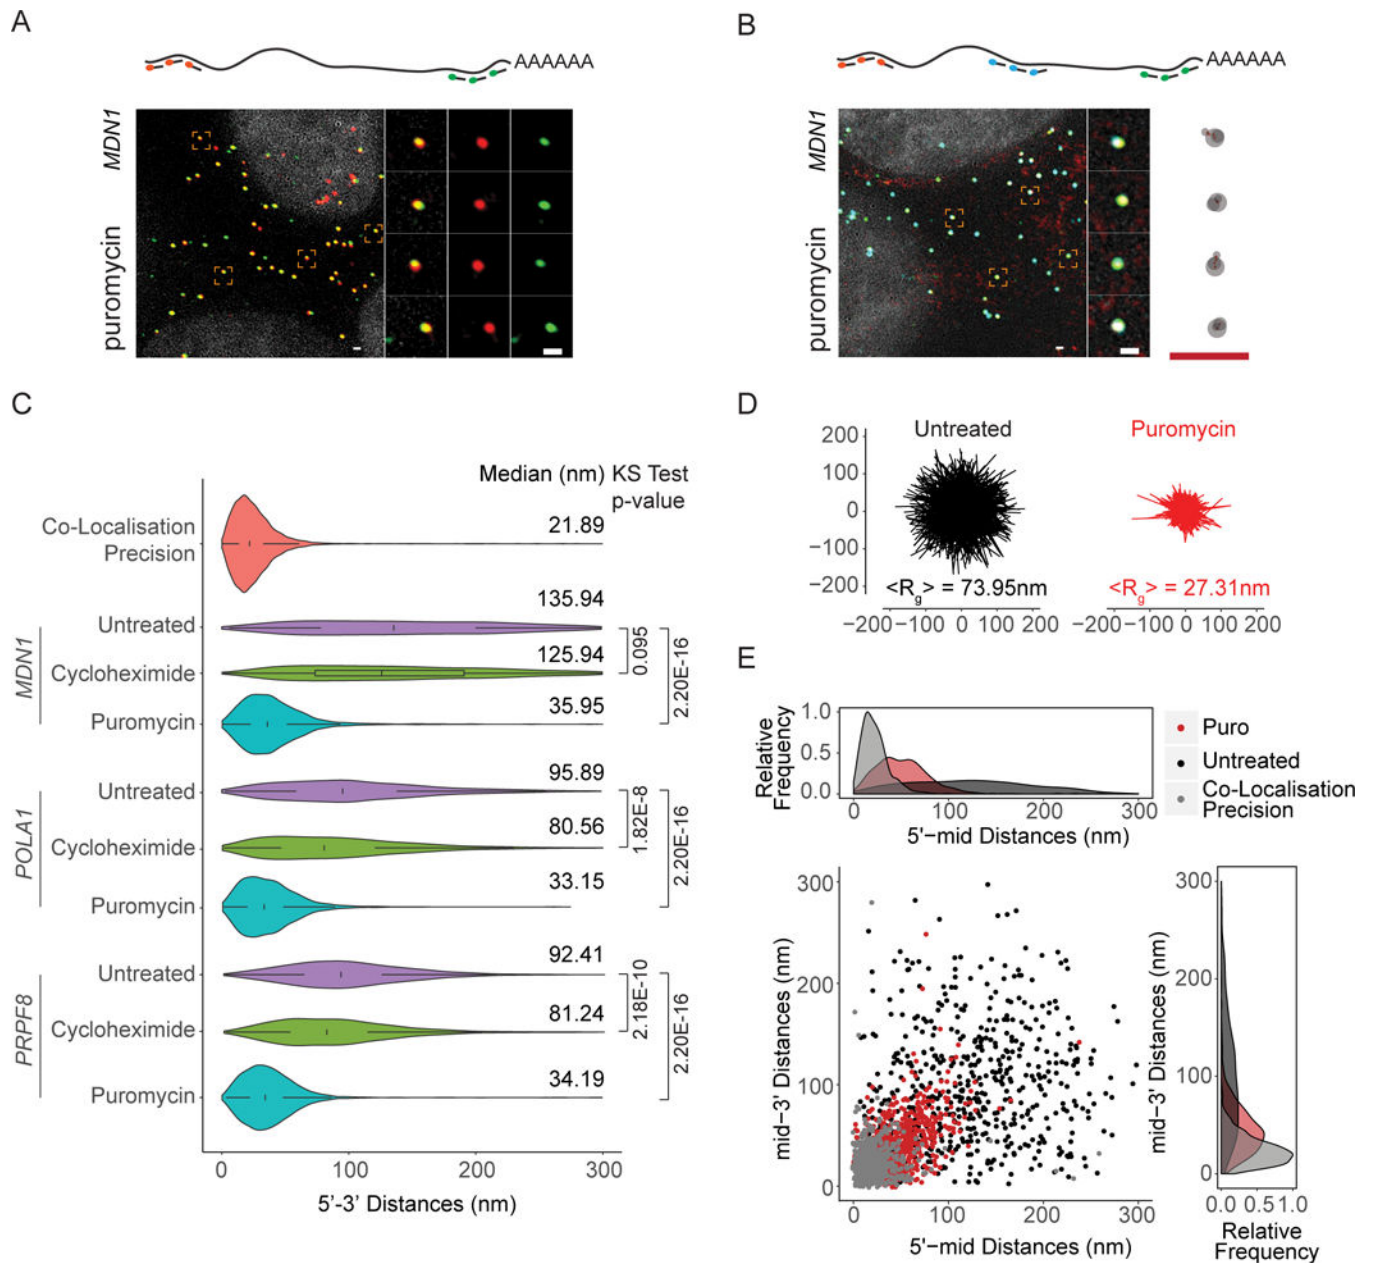 A
AAAAAA
MDN1
puromycin
B
AAAAAA
MDN1
puromycin
C
Median (nm) KS Test
p-value
Co-Localisation
Precision
21.89
MDN1
Untreated
135.94
Cycloheximide
125.94
Puromycin
35.95
0.095
2.20E-16
POLA1
Untreated
95.89
Cycloheximide
80.56
Puromycin
33.15
1.82E-8
2.20E-16
PRPF8
Untreated
92.41
Cycloheximide
81.24
Puromycin
34.19
2.18E-10
2.20E-16
0 100 200 300
5'-3' Distances (nm)
D
Untreated Puromycin
200
100
0
−100
−200
<Rg> = 73.95nm <Rg> = 27.31nm
−200 −100 0 100 200 −200 −100 0 100 200
E
Relative
Frequency
1.0
0.5
0.0
0 100 200 300
5'−mid Distances (nm)
Puro
Untreated
Co-Localisation
Precision
mid−3' Distances (nm)
300
200
100
0
0 100 200 300
5'−mid Distances (nm)
mid−3' Distances (nm)
300
200
100
0
0.0 0.5 1.0
Relative
Frequency